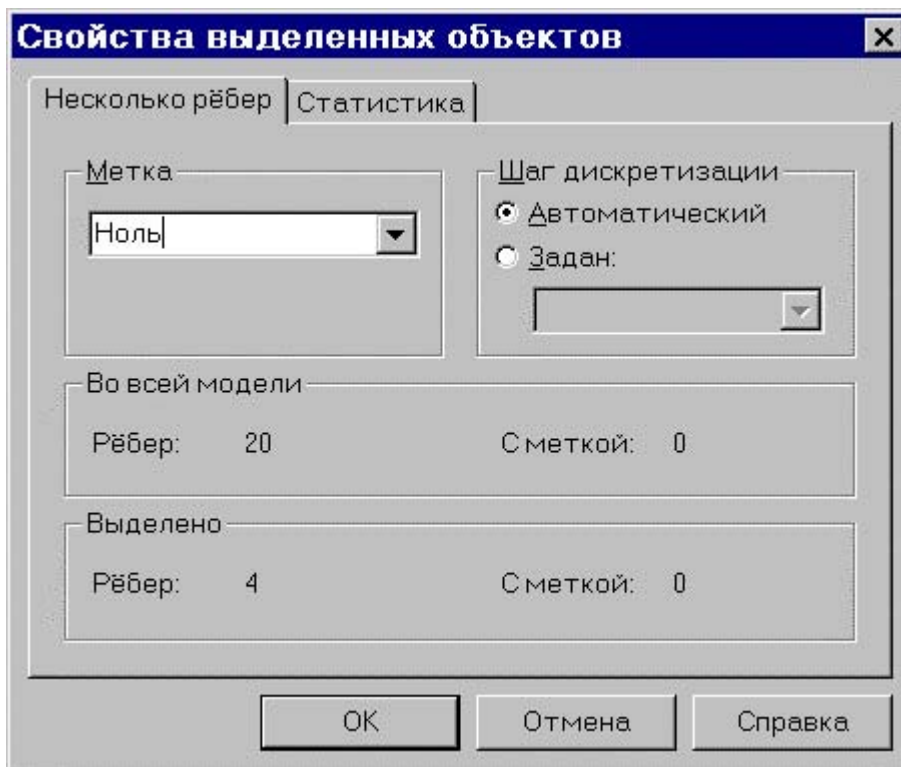 Свойства выделенных объектов
Несколько рёбер Статистика
Метка
Ноль
Шаг дискретизации
Автоматический
Задан:
Во всей модели
Рёбер: 20 С меткой: 0
Выделено
Рёбер: 4 С меткой: 0
ОК Отмена Справка